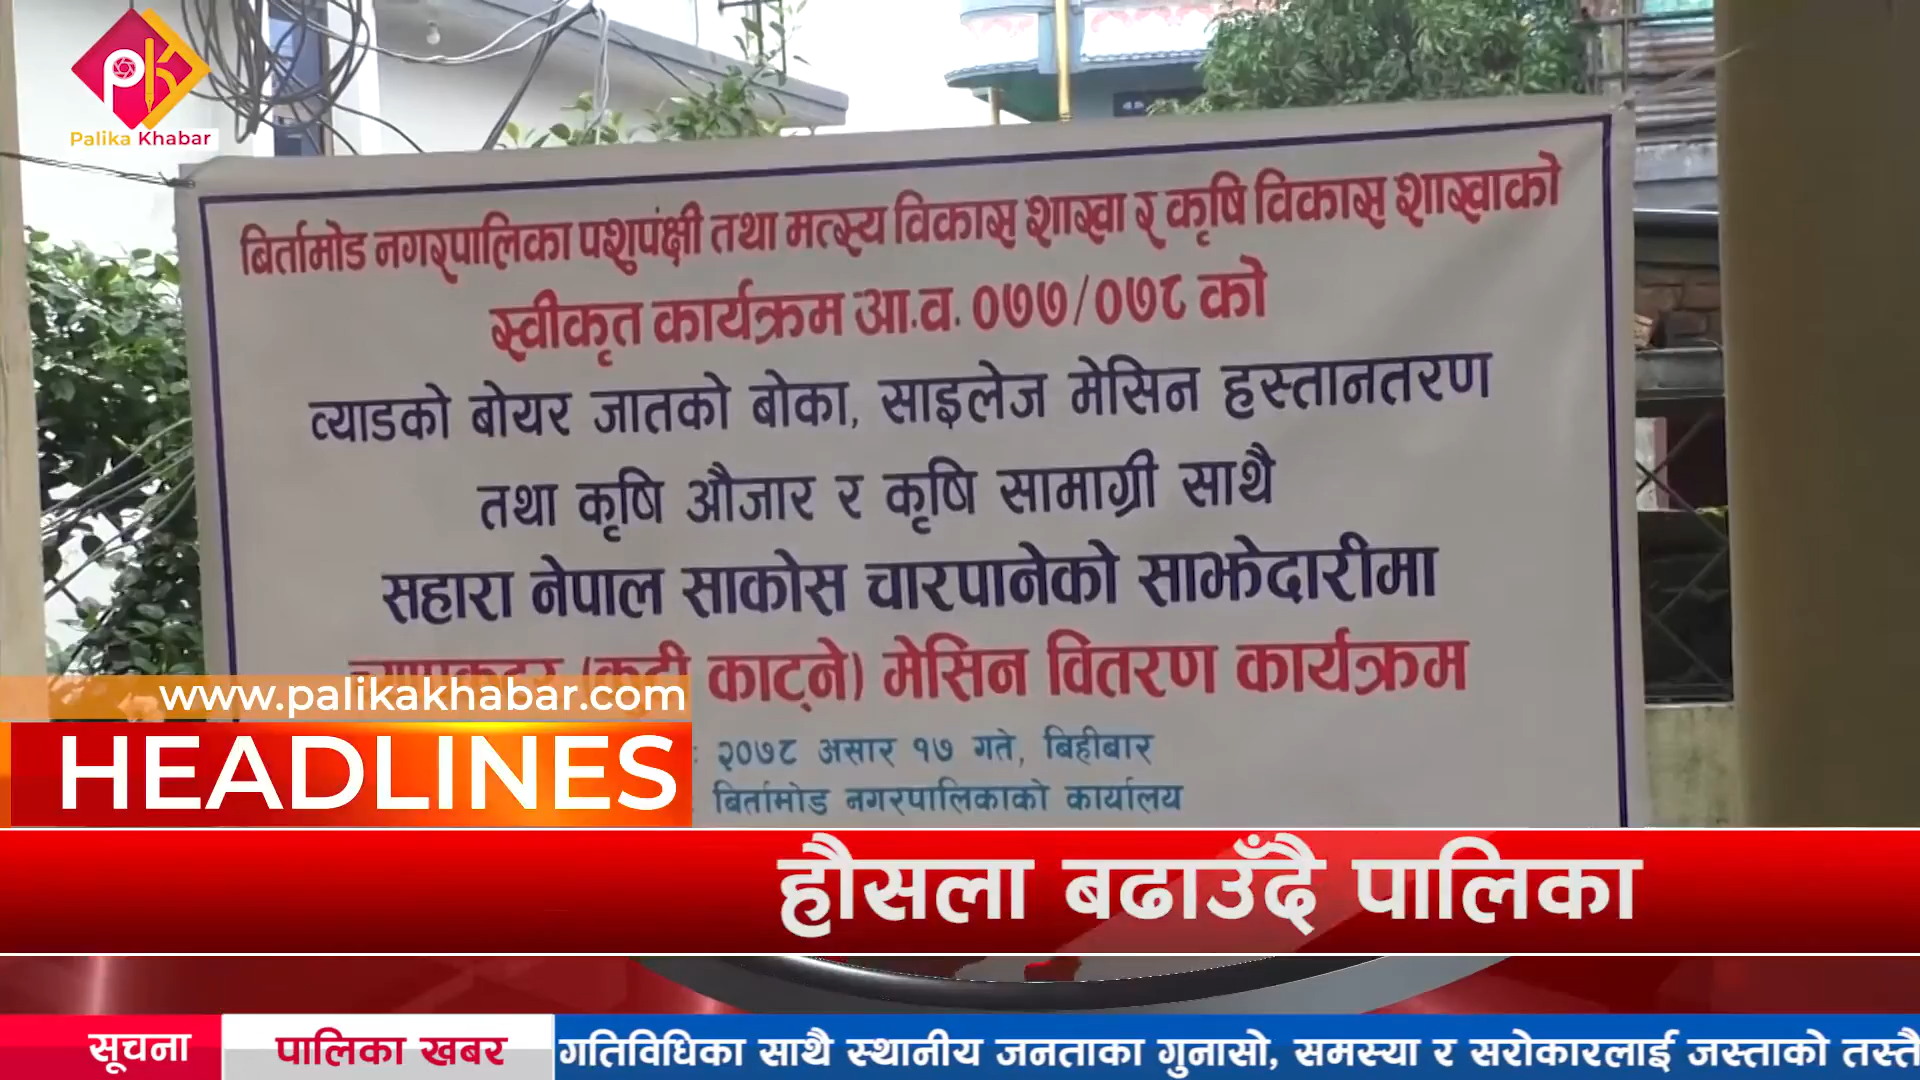 Palika Khabar
बिर्तामोड नगरपालिका पशुपंक्षी तथा मत्स्य विकास शाखा र कृषि विकास शाखाको
स्वीकृत कार्यक्रम आ.व. ०७७/०७८ को
व्याडको बोयर जातको बोका, साइलेज मेसिन हस्तानतरण
तथा कृषि औजार र कृषि सामाग्री साथै
सहारा नेपाल साकोस चारपानेको साझेदारीमा
काट्ने) मेसिन वितरण कार्यक्रम
www.palikakhabar.com
: २०७८ असार १७ गते, बिहीबार
HEADLINES
: बिर्तामोड नगरपालिकाको कार्यालय
हौसला बढाउँदै पालिका
सूचना
पालिका खबर
गतिविधिका साथै स्थानीय जनताका गुनासो, समस्या र सरोकारलाई जस्ताको तस्तै